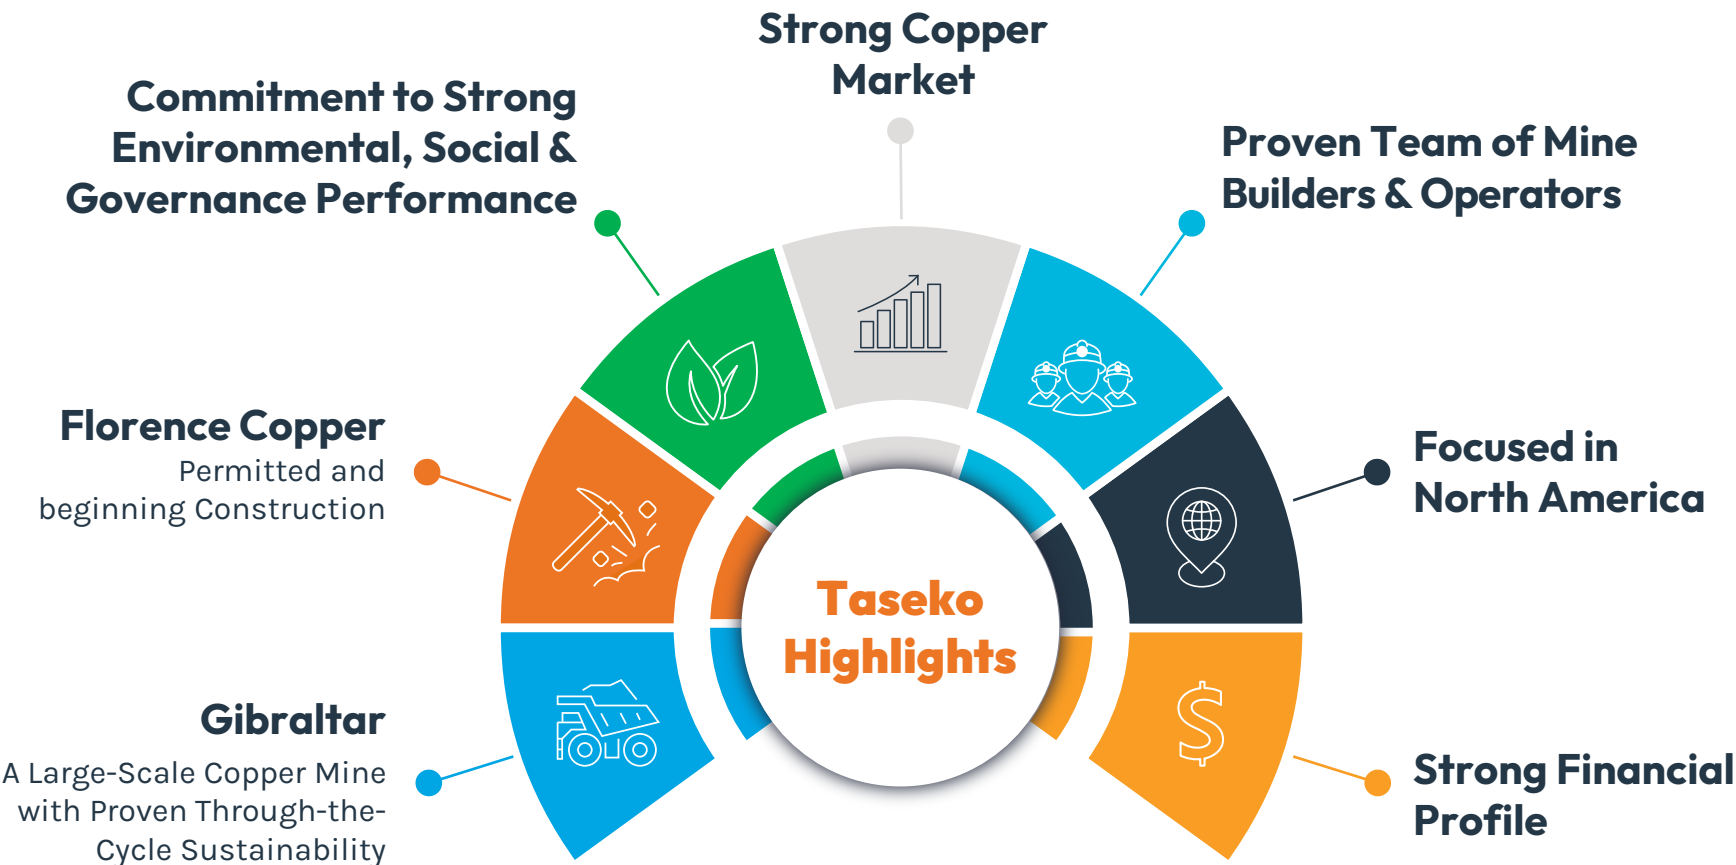 Strong Copper
Market
Commitment to Strong
Environmental, Social &
Governance Performance
Proven Team of Mine
Builders & Operators
Florence Copper
Permitted and
beginning Construction
Focused in
North America
Taseko
Highlights
Gibraltar
A Large-Scale Copper Mine
with Proven Through-the-
Cycle Sustainability
Strong Financial
Profile
$